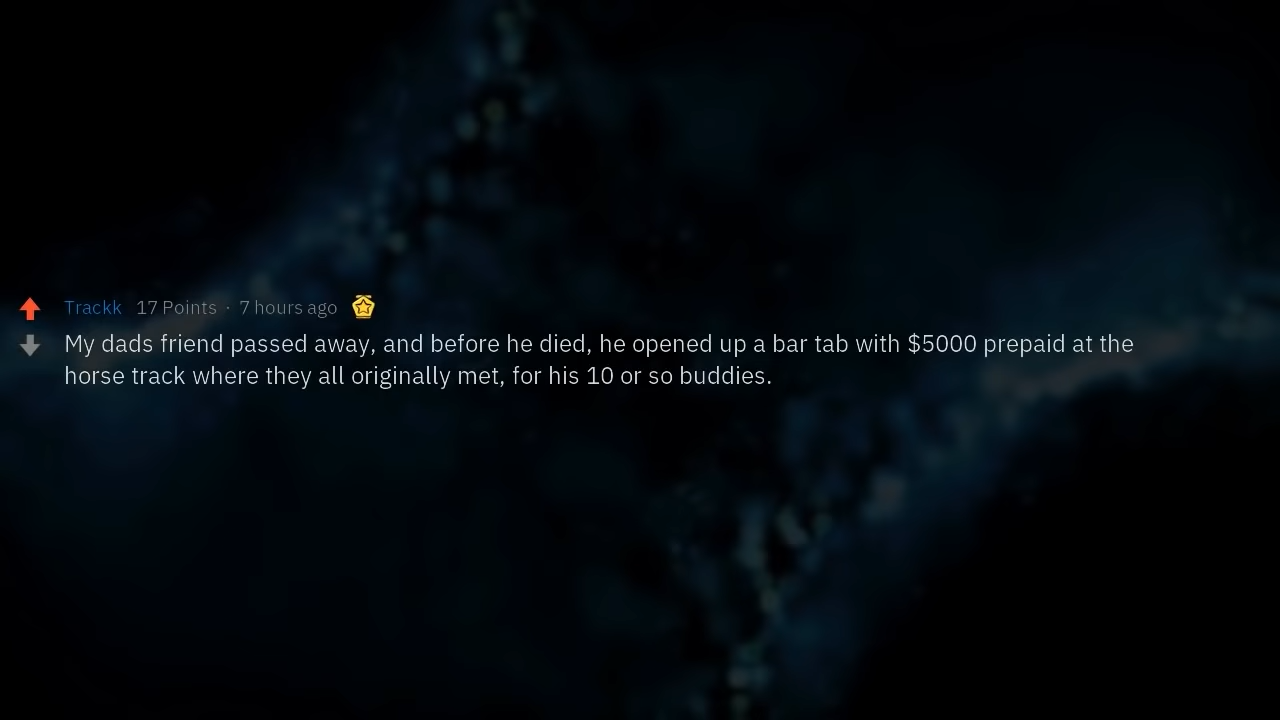 Trackk 17 Points · 7 hours ago
My dads friend passed away, and before he died, he opened up a bar tab with $5000 prepaid at the
horse track where they all originally met, for his 10 or so buddies.